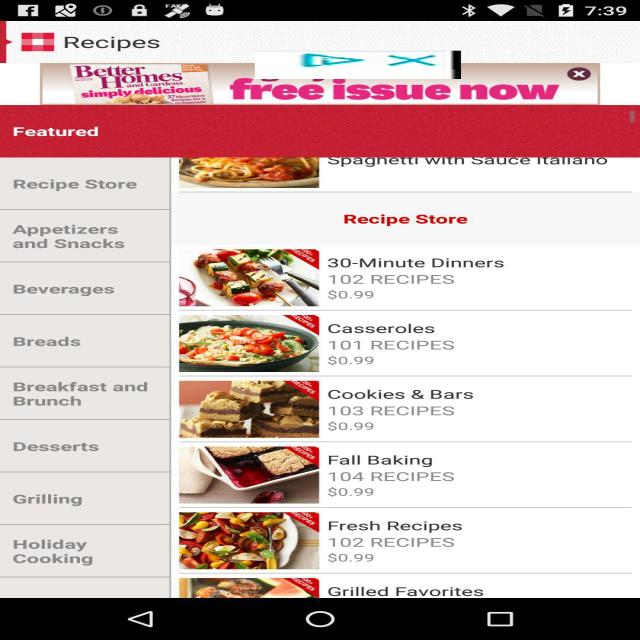 7:39
Recipes
Better
Homes
and Gardens
simply delicious
free issue now
Featured
Spaghetti with Sauce Italiano
Recipe Store
Appetizers
and Snacks
Beverages
Breads
Breakfast and
Brunch
Desserts
Grilling
Holiday
Cooking
Recipe Store
30-Minute Dinners
102 RECIPES
$0.99
Casseroles
101 RECIPES
$0.99
Cookies & Bars
103 RECIPES
$0.99
Fall Baking
104 RECIPES
$0.99
Fresh Recipes
102 RECIPES
$0.99
Grilled Favorites